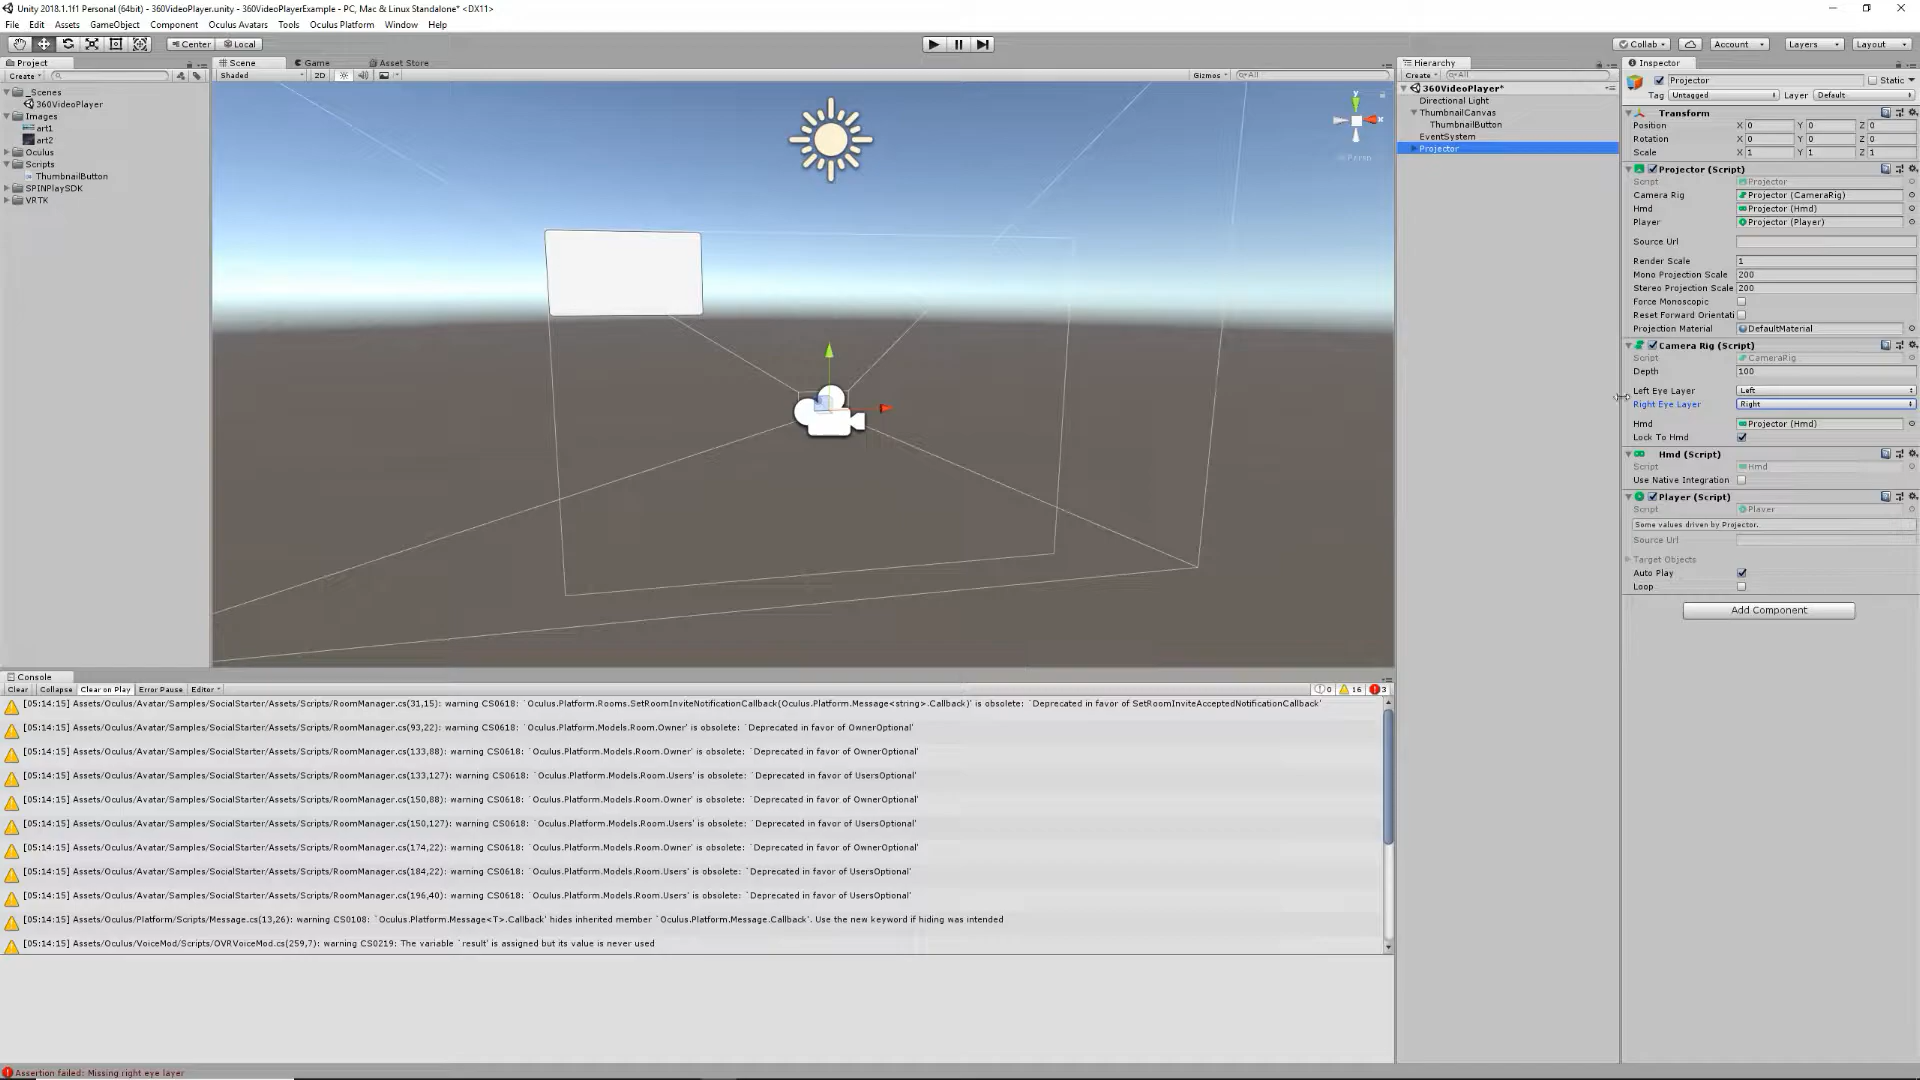 Unity 2018.1.1f1 Personal (64bit) - 360VideoPlayer.unity - 360VideoPlayerExample - PC, Mac & Linux Standalone* <DX11>
File Edit Assets GameObject Component Oculus Avatars Tools Oculus Platform Window Help
Center Local Collab Account Layers Layout
Project Scene Game Asset Store Hierarchy Inspector
Create Shaded 2D Gizmos All Create All
Projector Static
Tag Untagged Layer Default
_Scenes
360VideoPlayer
Images
art1
art2
Oculus
Scripts
ThumbnailButton
SPINPlaySDK
VRTK
y
x
Persp
360VideoPlayer*
Directional Light
ThumbnailCanvas
ThumbnailButton
EventSystem
Projector
Transform
Position X 0 Y 0 Z 0
Rotation X 0 Y 0 Z 0
Scale X 1 Y 1 Z 1
Projector (Script)
Script Projector
Camera Rig Projector (CameraRig)
Hmd Projector (Hmd)
Player Projector (Player)
Source Url
Render Scale 1
Mono Projection Scale 200
Stereo Projection Scale 200
Force Monoscopic
Reset Forward Orientati
Projection Material DefaultMaterial
Camera Rig (Script)
Script CameraRig
Depth 100
Left Eye Layer Left
Right Eye Layer Right
Hmd Projector (Hmd)
Lock To Hmd
Hmd (Script)
Script Hmd
Use Native Integration
Player (Script)
Script Player
Some values driven by Projector.
Source Url
Target Objects
Auto Play
Loop
Add Component
Console
Clear Collapse Clear on Play Error Pause Editor 0 16 3
[05:14:15] Assets/Oculus/Avatar/Samples/SocialStarter/Assets/Scripts/RoomManager.cs(31,15): warning CS0618: `Oculus.Platform.Rooms.SetRoomInviteNotificationCallback(Oculus.Platform.Message<string>.Callback)' is obsolete: `Deprecated in favor of SetRoomInviteAcceptedNotificationCallback'
[05:14:15] Assets/Oculus/Avatar/Samples/SocialStarter/Assets/Scripts/RoomManager.cs(93,22): warning CS0618: `Oculus.Platform.Models.Room.Owner' is obsolete: `Deprecated in favor of OwnerOptional'
[05:14:15] Assets/Oculus/Avatar/Samples/SocialStarter/Assets/Scripts/RoomManager.cs(133,88): warning CS0618: `Oculus.Platform.Models.Room.Owner' is obsolete: `Deprecated in favor of OwnerOptional'
[05:14:15] Assets/Oculus/Avatar/Samples/SocialStarter/Assets/Scripts/RoomManager.cs(133,127): warning CS0618: `Oculus.Platform.Models.Room.Users' is obsolete: `Deprecated in favor of UsersOptional'
[05:14:15] Assets/Oculus/Avatar/Samples/SocialStarter/Assets/Scripts/RoomManager.cs(150,88): warning CS0618: `Oculus.Platform.Models.Room.Owner' is obsolete: `Deprecated in favor of OwnerOptional'
[05:14:15] Assets/Oculus/Avatar/Samples/SocialStarter/Assets/Scripts/RoomManager.cs(150,127): warning CS0618: `Oculus.Platform.Models.Room.Users' is obsolete: `Deprecated in favor of UsersOptional'
[05:14:15] Assets/Oculus/Avatar/Samples/SocialStarter/Assets/Scripts/RoomManager.cs(174,22): warning CS0618: `Oculus.Platform.Models.Room.Owner' is obsolete: `Deprecated in favor of OwnerOptional'
[05:14:15] Assets/Oculus/Avatar/Samples/SocialStarter/Assets/Scripts/RoomManager.cs(184,22): warning CS0618: `Oculus.Platform.Models.Room.Users' is obsolete: `Deprecated in favor of UsersOptional'
[05:14:15] Assets/Oculus/Avatar/Samples/SocialStarter/Assets/Scripts/RoomManager.cs(196,40): warning CS0618: `Oculus.Platform.Models.Room.Users' is obsolete: `Deprecated in favor of UsersOptional'
[05:14:15] Assets/Oculus/Platform/Scripts/Message.cs(13,26): warning CS0108: `Oculus.Platform.Message<T>.Callback' hides inherited member `Oculus.Platform.Message.Callback'. Use the new keyword if hiding was intended
[05:14:15] Assets/Oculus/VoiceMod/Scripts/OVRVoiceMod.cs(259,7): warning CS0219: The variable `result' is assigned but its value is never used
Assertion failed: Missing right eye layer